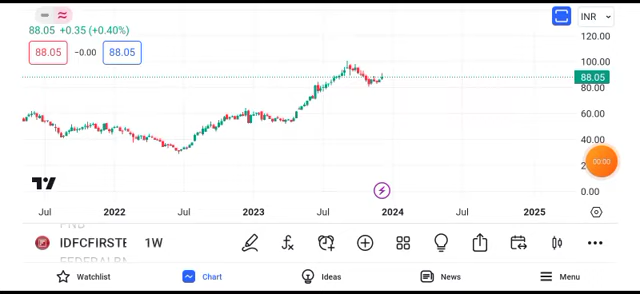 88.05 +0.35 (+0.40%)
INR
88.05 −0.00 88.05
120.00
88.05
80.00
60.00
40.00
00:00
0.00
Jul 2022 Jul 2023 Jul 2024 Jul 2025
IDFCFIRSTB 1W
FEDERALBN
Watchlist Chart Ideas News Menu